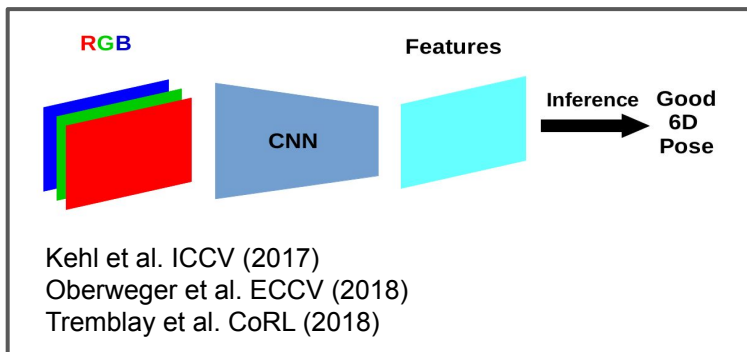 RGB
Features
CNN
Inference
Good
6D
Pose
Kehl et al. ICCV (2017)
Oberweger et al. ECCV (2018)
Tremblay et al. CoRL (2018)